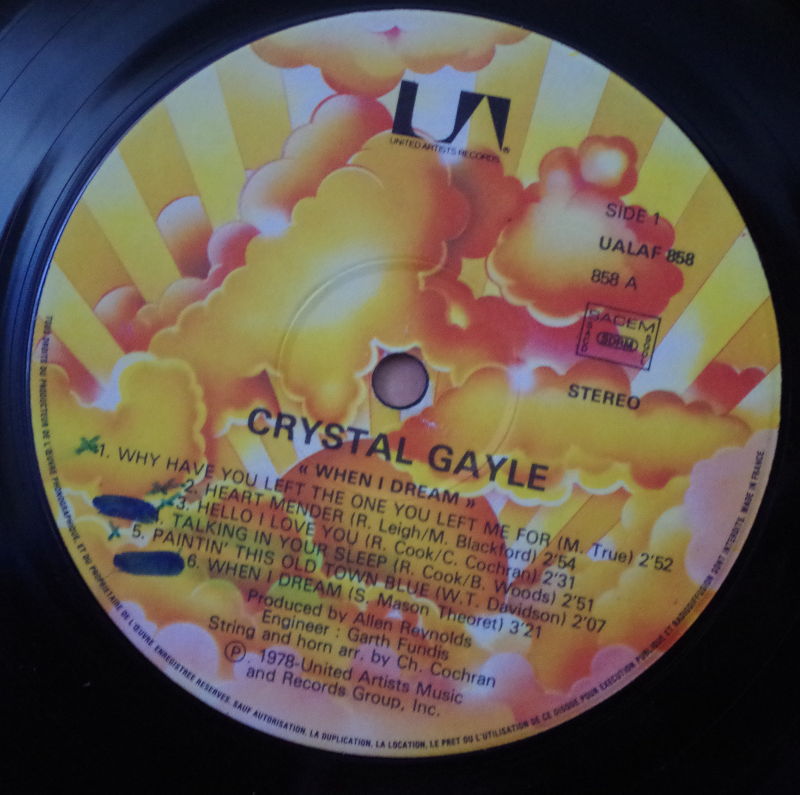 UA
UNITED ARTISTS RECORDS ®
SIDE 1
UALAF 858
858 A
SACEM
SACD
SDRM
SGDL
STEREO
CRYSTAL GAYLE
« WHEN I DREAM »
1. WHY HAVE YOU LEFT THE ONE YOU LEFT ME FOR (M. True) 2'52
2. HEART MENDER (R. Leigh/M. Blackford) 2'54
3. HELLO I LOVE YOU (R. Cook/C. Cochran) 2'31
. TALKING IN YOUR SLEEP (R. Cook/B. Woods) 2'51
5. PAINTIN' THIS OLD TOWN BLUE (W.T. Davidson) 2'07
6. WHEN I DREAM (S. Mason Theoret) 3'21
Produced by Allen Reynolds
Engineer : Garth Fundis
String and horn arr. by Ch. Cochran
Ⓟ. 1978-United Artists Music
and Records Group, Inc.
TOUS DROITS DU PRODUCTEUR DE L'ŒUVRE PHONOGRAPHIQUE, ET DU PROPRIETAIRE DE L'ŒUVRE ENREGISTREE RESERVES. SAUF AUTORISATION, LA DUPLICATION, LA LOCATION, LE PRET OU L'UTILISATION DE CE DISQUE POUR EXECUTION PUBLIQUE ET RADIODIFFUSION SONT INTERDITS. MADE IN FRANCE.